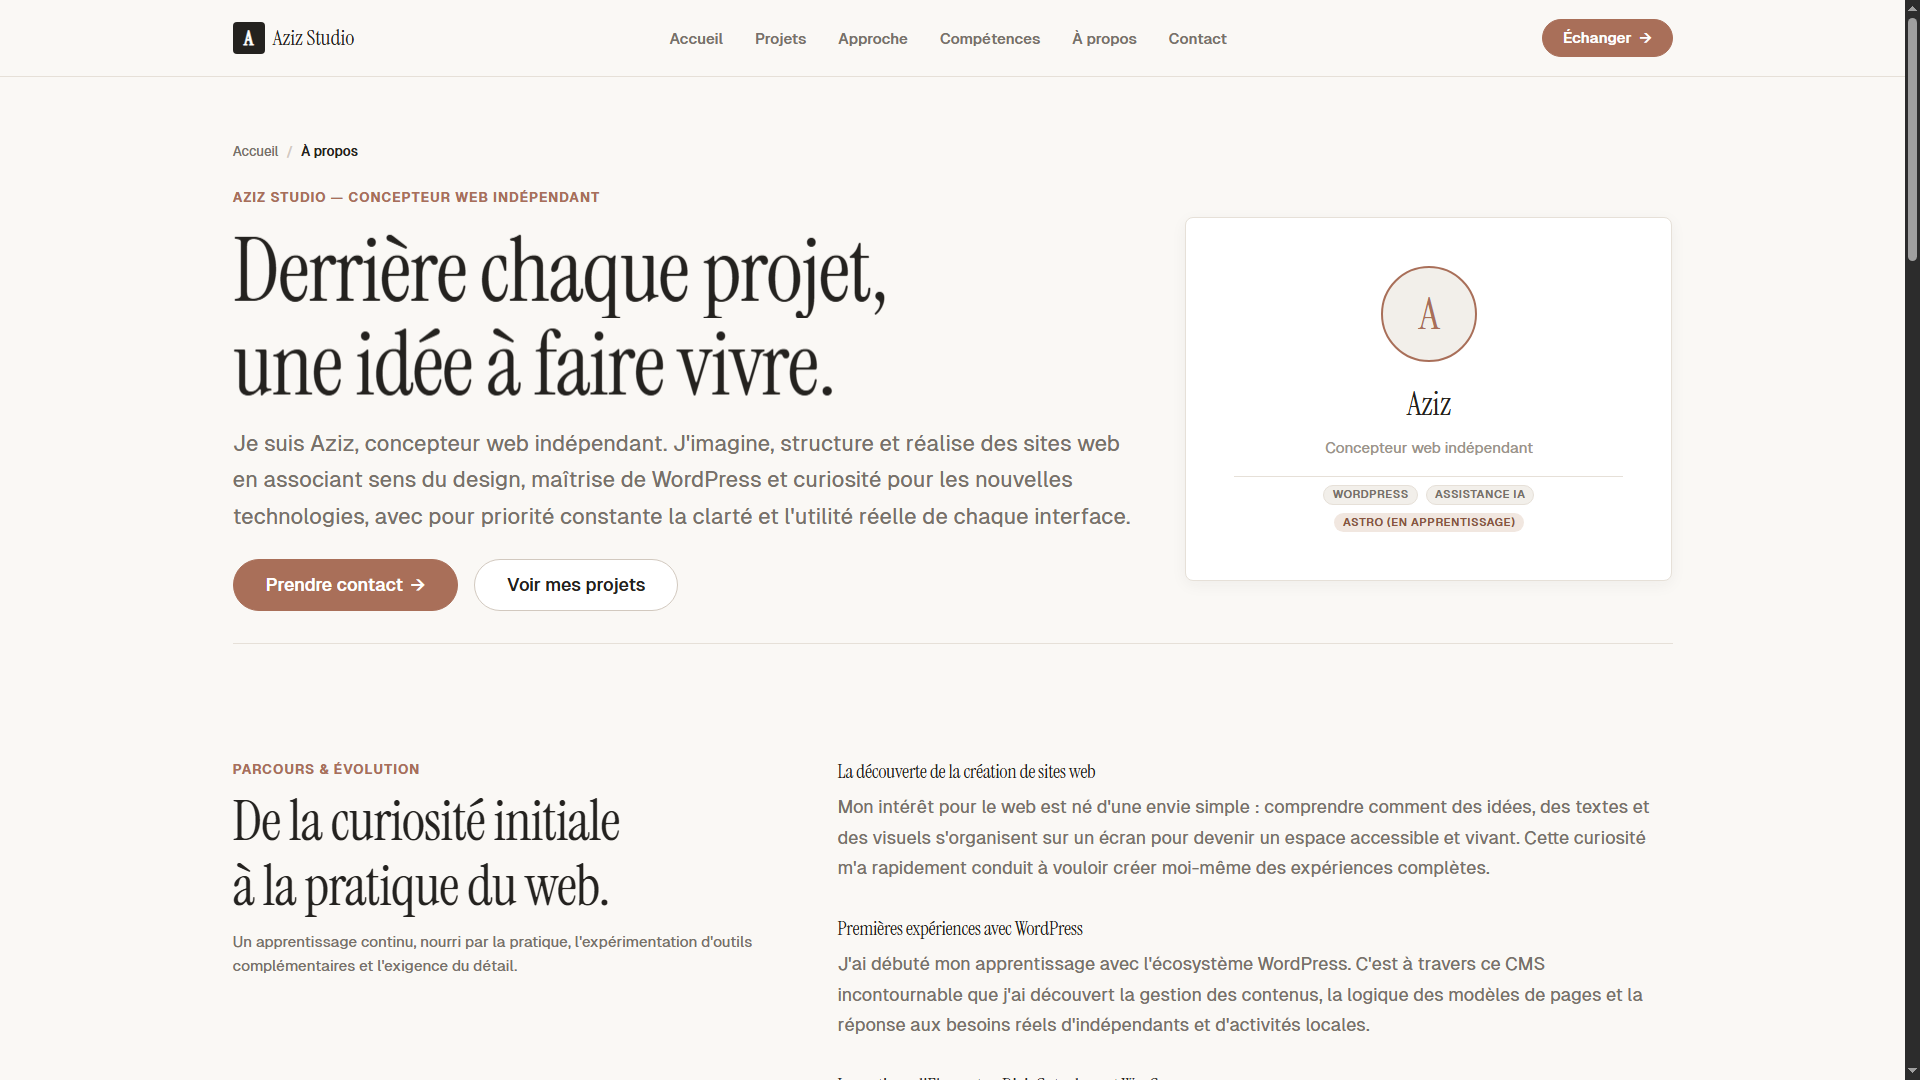 A Aziz Studio
Accueil Projets Approche Compétences À propos Contact
Échanger →
Accueil / À propos
AZIZ STUDIO — CONCEPTEUR WEB INDÉPENDANT
Derrière chaque projet,
une idée à faire vivre.
Je suis Aziz, concepteur web indépendant. J'imagine, structure et réalise des sites web
en associant sens du design, maîtrise de WordPress et curiosité pour les nouvelles
technologies, avec pour priorité constante la clarté et l'utilité réelle de chaque interface.
Prendre contact →
Voir mes projets
A
Aziz
Concepteur web indépendant
WORDPRESS
ASSISTANCE IA
ASTRO (EN APPRENTISSAGE)
PARCOURS & ÉVOLUTION
De la curiosité initiale
à la pratique du web.
Un apprentissage continu, nourri par la pratique, l'expérimentation d'outils
complémentaires et l'exigence du détail.
La découverte de la création de sites web
Mon intérêt pour le web est né d'une envie simple : comprendre comment des idées, des textes et
des visuels s'organisent sur un écran pour devenir un espace accessible et vivant. Cette curiosité
m'a rapidement conduit à vouloir créer moi-même des expériences complètes.
Premières expériences avec WordPress
J'ai débuté mon apprentissage avec l'écosystème WordPress. C'est à travers ce CMS
incontournable que j'ai découvert la gestion des contenus, la logique des modèles de pages et la
réponse aux besoins réels d'indépendants et d'activités locales.